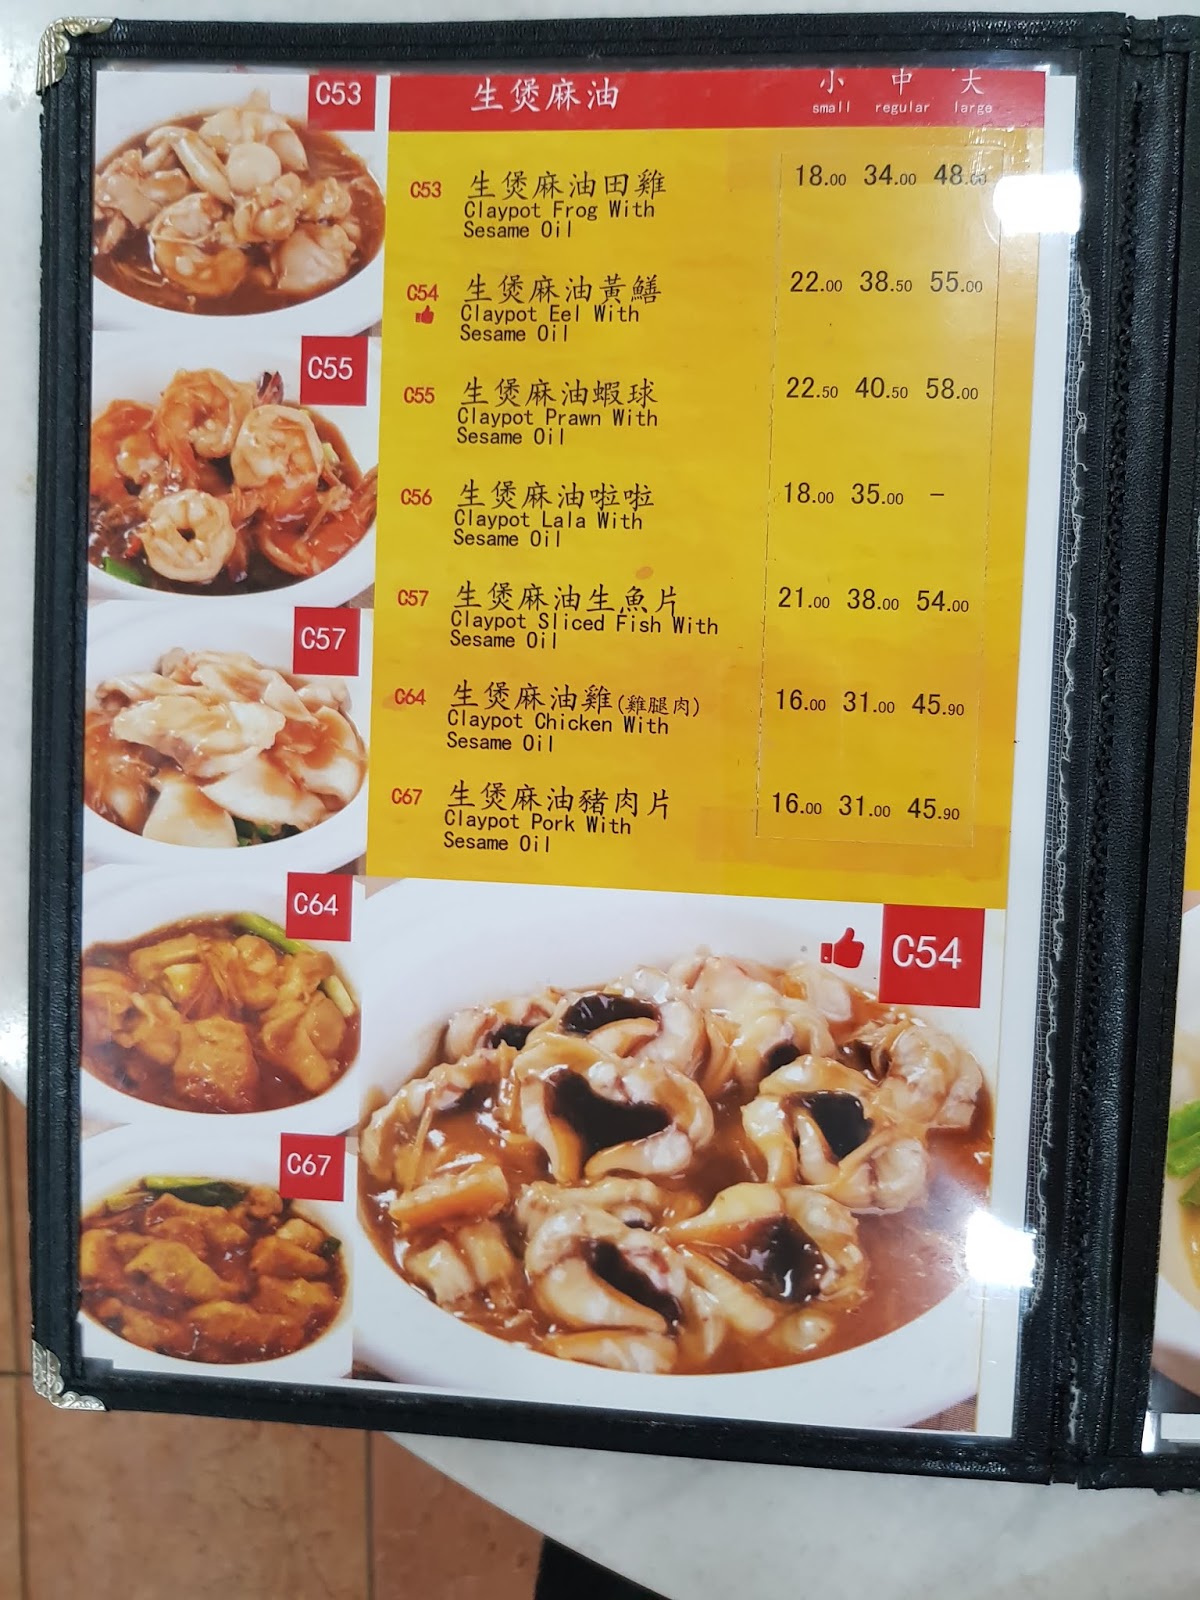 C53
生煲麻油 小 中 大
small regular large
C53 生煲麻油田雞 18.00 34.00 48.00
Claypot Frog With
Sesame Oil
C54 生煲麻油黃鱔 22.00 38.50 55.00
Claypot Eel With
Sesame Oil
C55 生煲麻油蝦球 22.50 40.50 58.00
Claypot Prawn With
Sesame Oil
C56 生煲麻油啦啦 18.00 35.00 -
Claypot Lala With
Sesame Oil
C57 生煲麻油生魚片 21.00 38.00 54.00
Claypot Sliced Fish With
Sesame Oil
C64 生煲麻油雞(雞腿肉) 16.00 31.00 45.90
Claypot Chicken With
Sesame Oil
C67 生煲麻油豬肉片 16.00 31.00 45.90
Claypot Pork With
Sesame Oil
C55
C57
C64
C67
C54